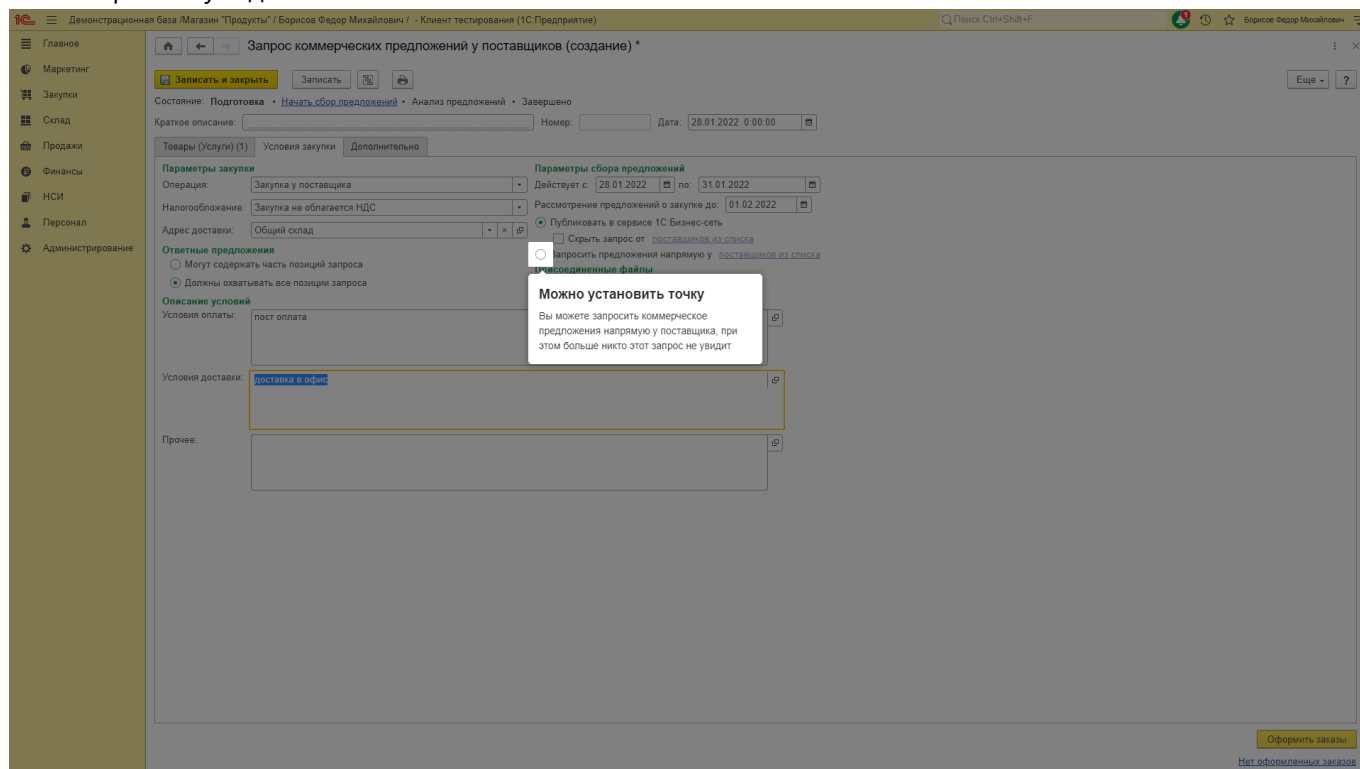 1С Демонстрационная база /Магазин "Продукты" / Борисов Федор Михайлович / - Клиент тестирования (1С:Предприятие) Поиск Ctrl+Shift+F Борисов Федор Михайлович
Главное
Маркетинг
Закупки
Склад
Продажи
Финансы
НСИ
Персонал
Администрирование
Запрос коммерческих предложений у поставщиков (создание) *
Записать и закрыть Записать Еще ?
Состояние: Подготовка • Начать сбор предложений • Анализ предложений • Завершено
Краткое описание: Номер: Дата: 28.01.2022 0:00:00
Товары (Услуги) (1) Условия закупки Дополнительно
Параметры закупки
Операция: Закупка у поставщика
Налогообложение: Закупка не облагается НДС
Адрес доставки: Общий склад
Ответные предложения
Могут содержать часть позиций запроса
Должны охватывать все позиции запроса
Описание условий
Условия оплаты: пост оплата
Условия доставки: доставка в офис
Прочее:
Параметры сбора предложений
Действует с: 28.01.2022 по: 31.01.2022
Рассмотрение предложений о закупке до: 01.02.2022
Публиковать в сервисе 1С:Бизнес-сеть
Скрыть запрос от поставщиков из списка
Запросить предложения напрямую у поставщиков из списка
Присоединенные файлы
Можно установить точку
Вы можете запросить коммерческое
предложения напрямую у поставщика, при
этом больше никто этот запрос не увидит
Оформить заказы
Нет оформленных заказов